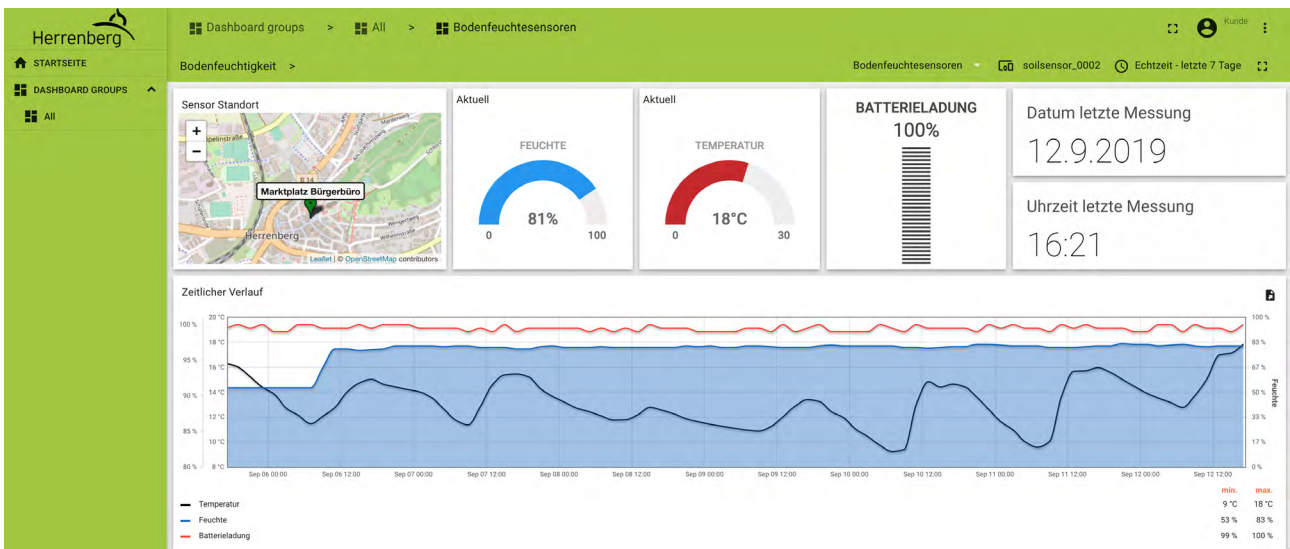 Herrenberg
Dashboard groups > All > Bodenfeuchtesensoren
Kunde
STARTSEITE
DASHBOARD GROUPS
All
Bodenfeuchtigkeit >
Bodenfeuchtesensoren
soilsensor_0002
Echtzeit - letzte 7 Tage
Sensor Standort
+
−
B 14
Marktplatz Bürgerbüro
Herrenberg
Leaflet | © OpenStreetMap contributors
Aktuell
FEUCHTE
81%
0 100
Aktuell
TEMPERATUR
18°C
0 30
BATTERIELADUNG
100%
Datum letzte Messung
12.9.2019
Uhrzeit letzte Messung
16:21
Zeitlicher Verlauf
100 %
95 %
90 %
85 %
80 %
20 °C
18 °C
16 °C
14 °C
12 °C
10 °C
8 °C
100 %
83 %
67 %
50 %
33 %
17 %
0 %
Feuchte
Sep 06 00:00 Sep 06 12:00 Sep 07 00:00 Sep 07 12:00 Sep 08 00:00 Sep 08 12:00 Sep 09 00:00 Sep 09 12:00 Sep 10 00:00 Sep 10 12:00 Sep 11 00:00 Sep 11 12:00 Sep 12 00:00 Sep 12 12:00
min. max.
Temperatur 9 °C 18 °C
Feuchte 53 % 83 %
Batterieladung 99 % 100 %